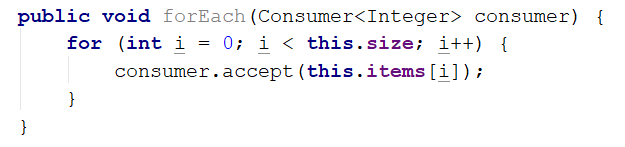 public void forEach(Consumer<Integer> consumer) {
    for (int i = 0; i < this.size; i++) {
        consumer.accept(this.items[i]);
    }
}